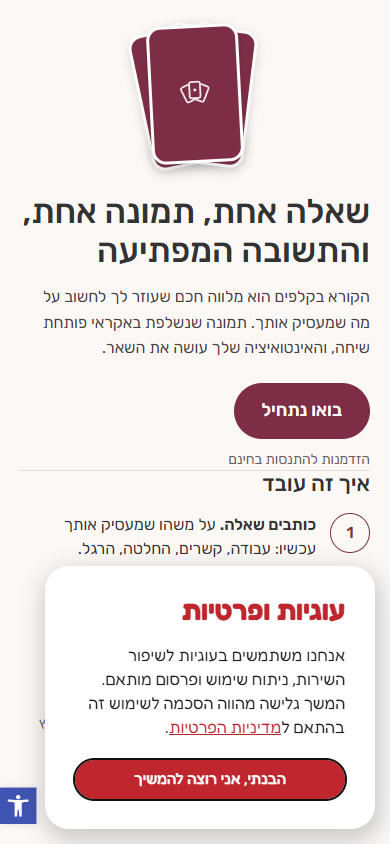 שאלה אחת, תמונה אחת,
והתשובה המפתיעה
הקורא בקלפים הוא מלווה חכם שעוזר לך לחשוב על
מה שמעסיק אותך. תמונה שנשלפת באקראי פותחת
שיחה, והאינטואיציה שלך עושה את השאר.
בואו נתחיל
הזדמנות להתנסות בחינם
איך זה עובד
1
כותבים שאלה. על משהו שמעסיק אותך
עכשיו: עבודה, קשרים, החלטה, הרגל.
עוגיות ופרטיות
אנחנו משתמשים בעוגיות לשיפור
השירות, ניתוח שימוש ופרסום מותאם.
המשך גלישה מהווה הסכמה לשימוש זה
בהתאם למדיניות הפרטיות.
הבנתי, אני רוצה להמשיך